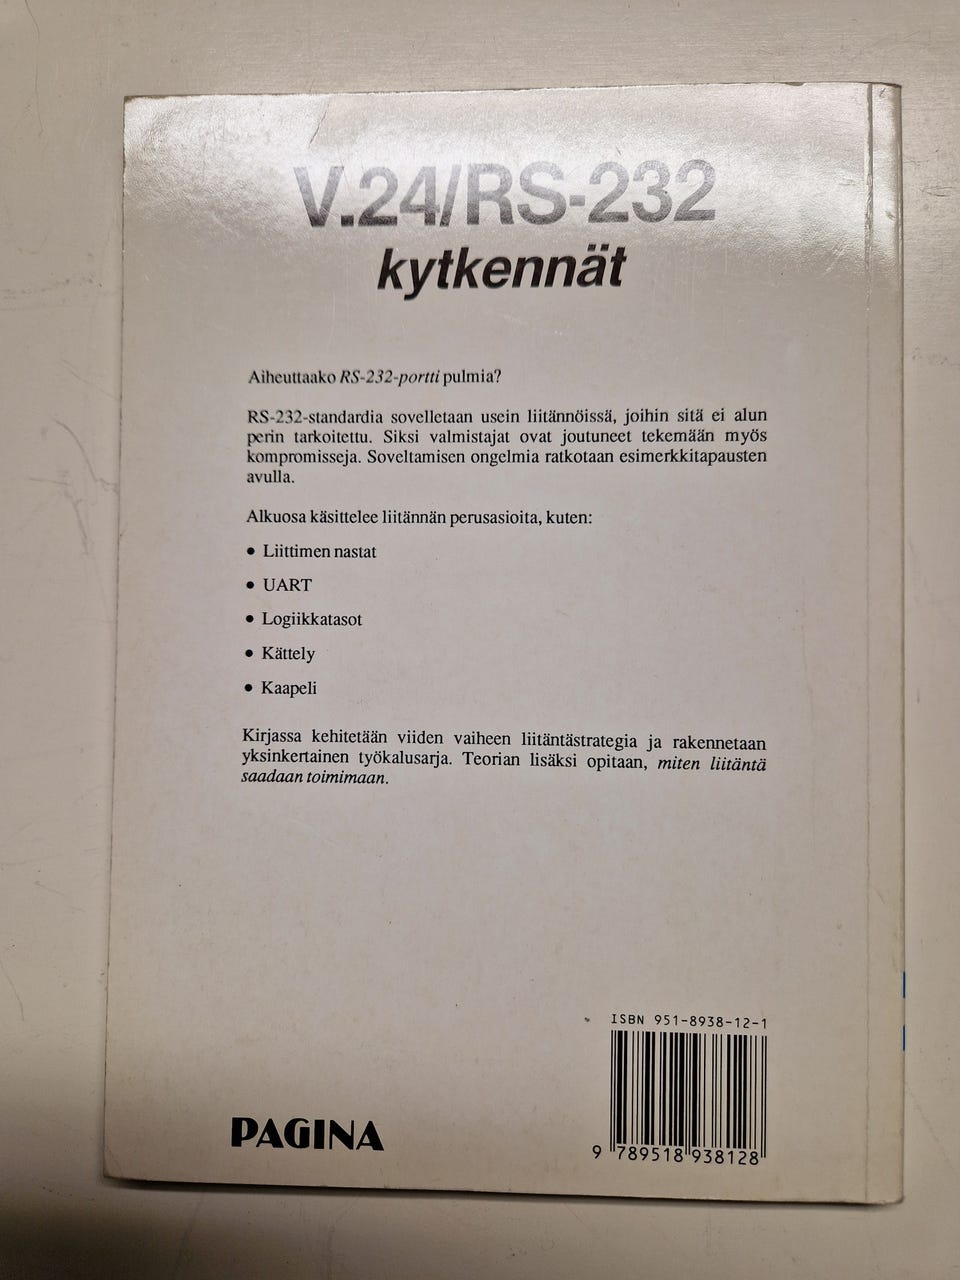 V.24/RS-232
kytkennät
Aiheuttaako RS-232-portti pulmia?
RS-232-standardia sovelletaan usein liitännöissä, joihin sitä ei alun
perin tarkoitettu. Siksi valmistajat ovat joutuneet tekemään myös
kompromisseja. Soveltamisen ongelmia ratkotaan esimerkkitapausten
avulla.
Alkuosa käsittelee liitännän perusasioita, kuten:
• Liittimen nastat
• UART
• Logiikkatasot
• Kättely
• Kaapeli
Kirjassa kehitetään viiden vaiheen liitäntästrategia ja rakennetaan
yksinkertainen työkalusarja. Teorian lisäksi opitaan, miten liitäntä
saadaan toimimaan.
ISBN 951-8938-12-1
9 789518 938128
PAGINA